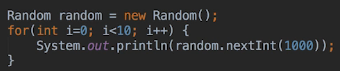 Random random = new Random();
for(int i=0; i<10; i++) {
    System.out.println(random.nextInt(1000));
}